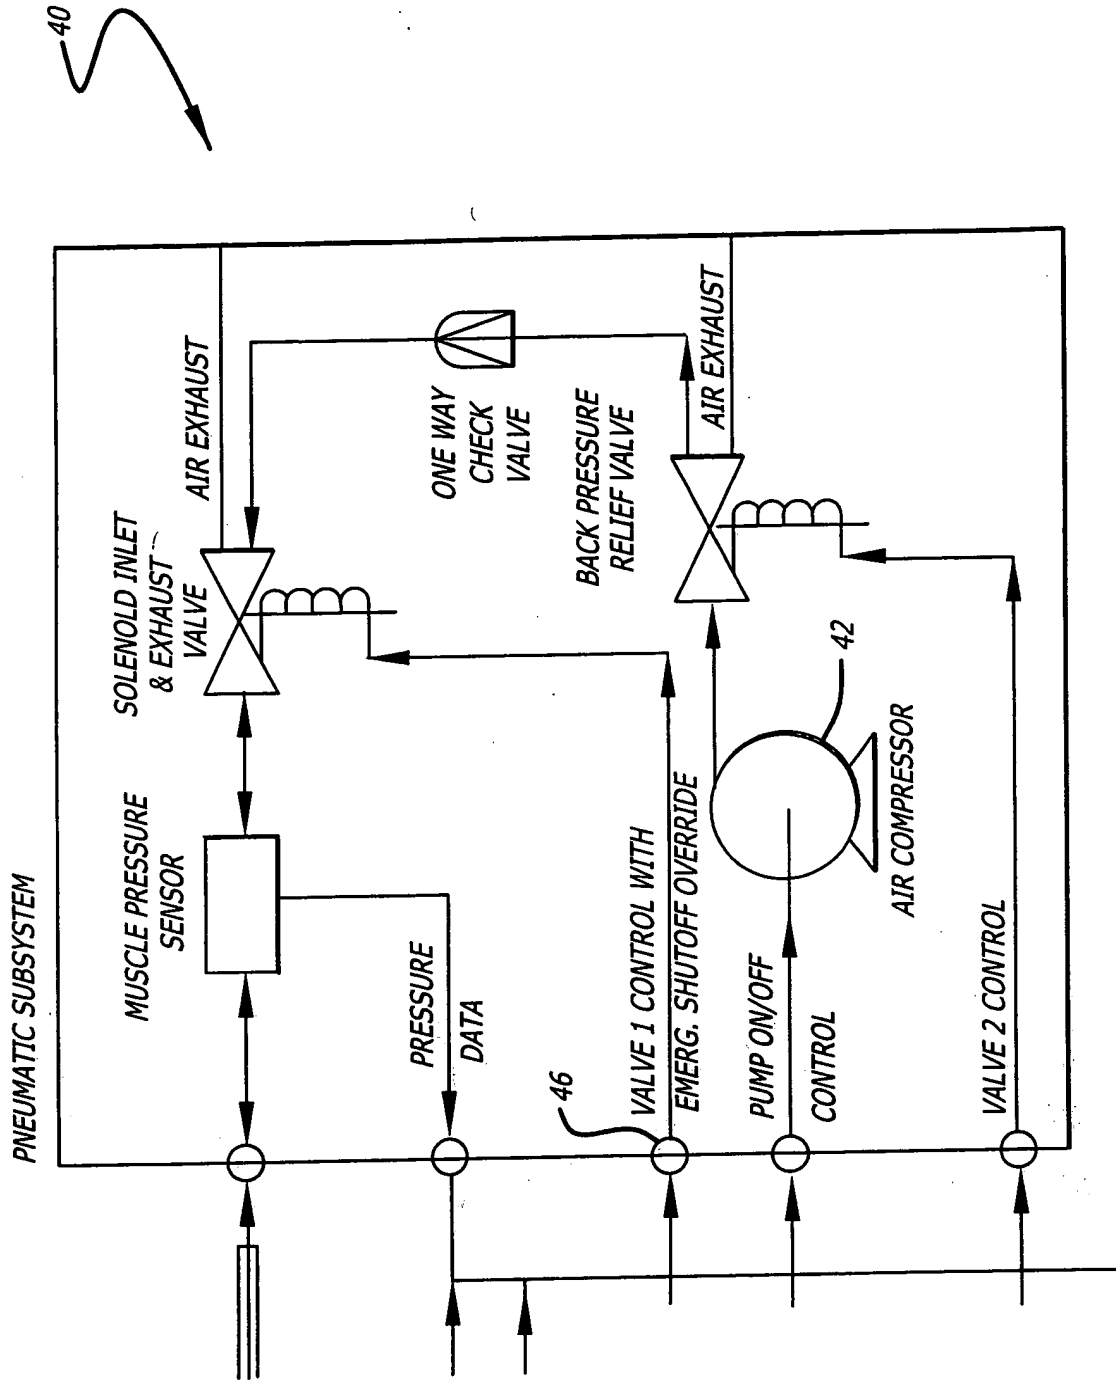 PNEUMATIC SUBSYSTEM
40
MUSCLE PRESSURE
SENSOR
SOLENOLD INLET
& EXHAUST
VALVE
AIR EXHAUST
PRESSURE
DATA
ONE WAY
CHECK
VALVE
46
VALVE 1 CONTROL WITH
EMERG. SHUTOFF OVERRIDE
BACK PRESSURE
RELIEF VALVE
AIR EXHAUST
PUMP ON/OFF
CONTROL
42
AIR COMPRESSOR
VALVE 2 CONTROL